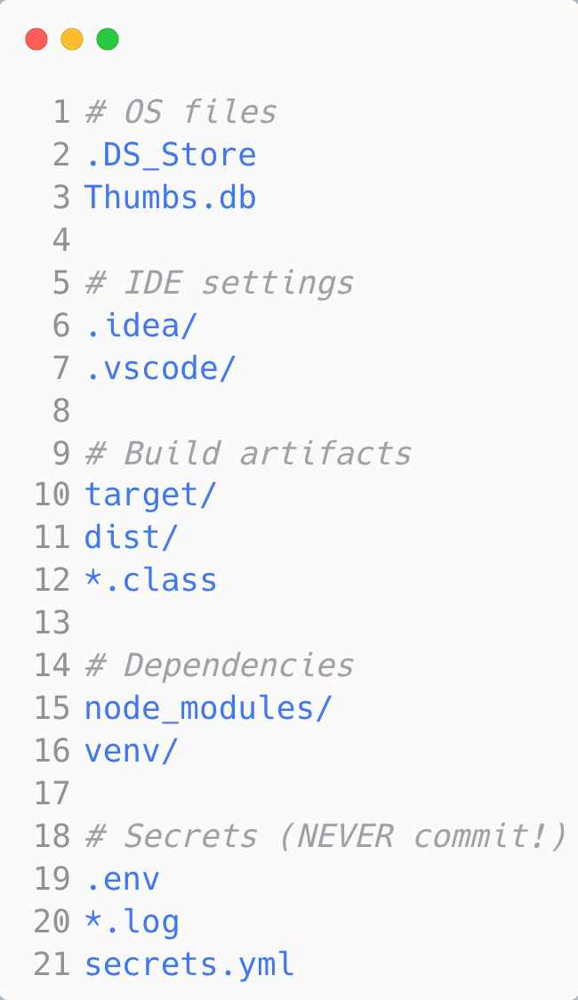 1 # OS files
2 .DS_Store
3 Thumbs.db
4
5 # IDE settings
6 .idea/
7 .vscode/
8
9 # Build artifacts
10 target/
11 dist/
12 *.class
13
14 # Dependencies
15 node_modules/
16 venv/
17
18 # Secrets (NEVER commit!)
19 .env
20 *.log
21 secrets.yml